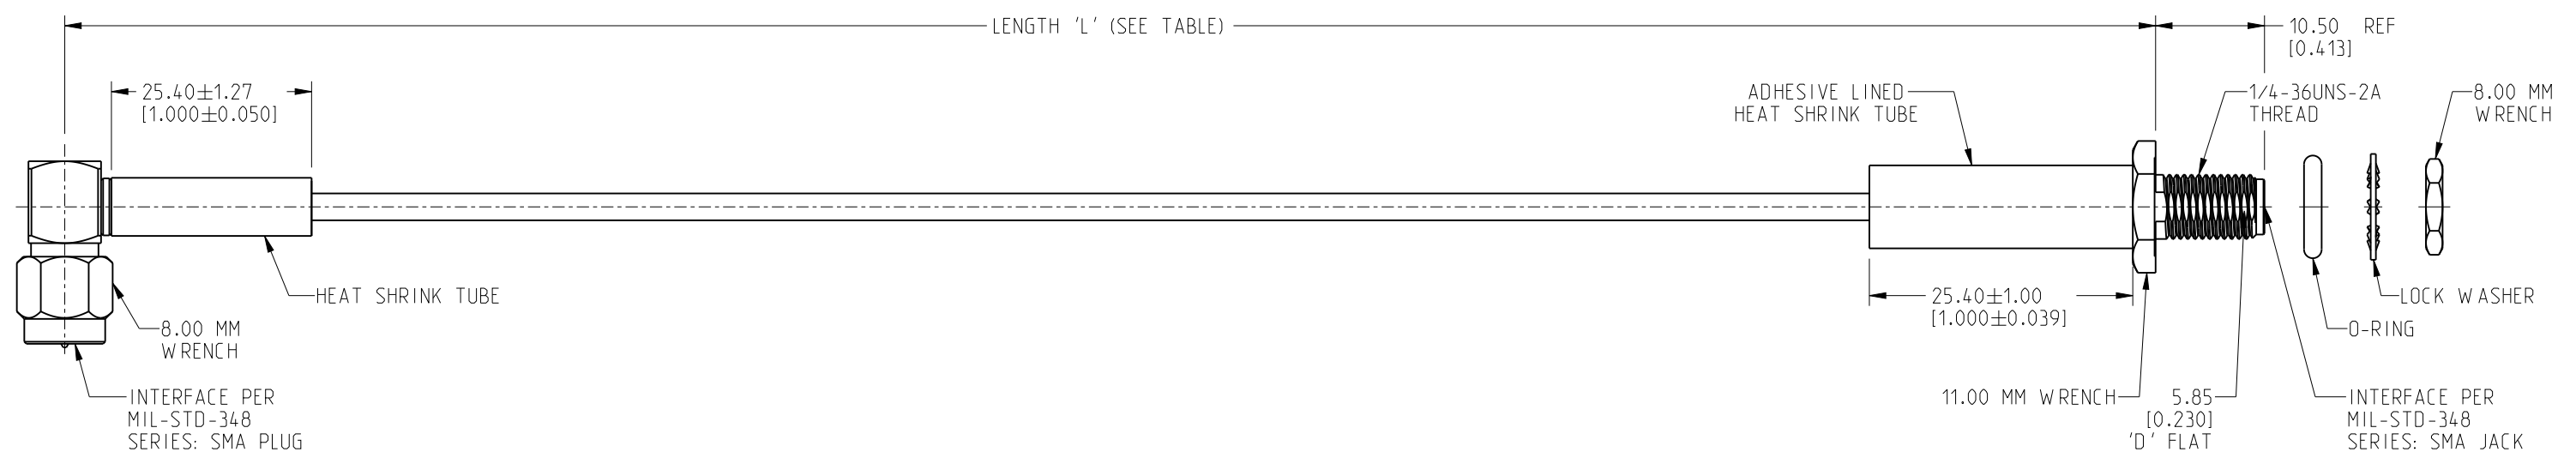 LENGTH 'L' (SEE TABLE)
10.50 REF
[0.413]
25.40±1.27
[1.000±0.050]
ADHESIVE LINED
HEAT SHRINK TUBE
1/4-36UNS-2A
THREAD
8.00 MM
WRENCH
HEAT SHRINK TUBE
25.40±1.00
[1.000±0.039]
LOCK WASHER
8.00 MM
WRENCH
O-RING
INTERFACE PER
MIL-STD-348
SERIES: SMA PLUG
11.00 MM WRENCH
5.85
[0.230]
'D' FLAT
INTERFACE PER
MIL-STD-348
SERIES: SMA JACK